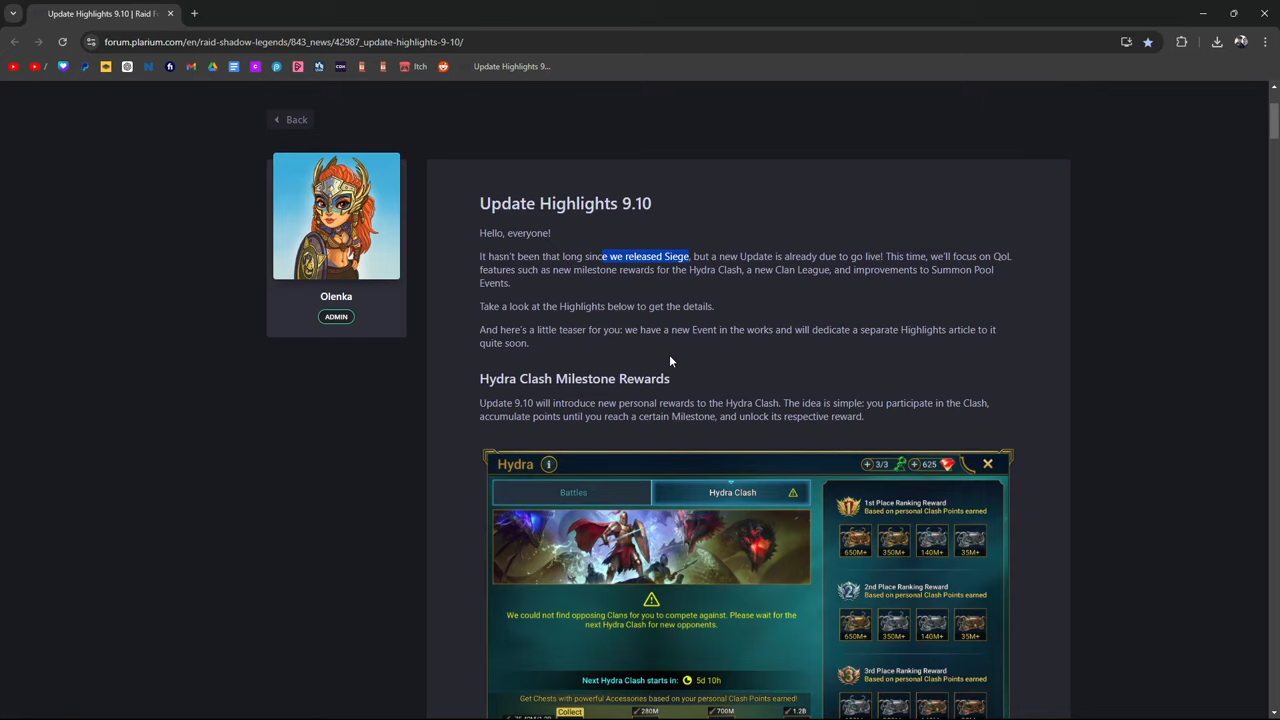 Update Highlights 9.10 | Raid F
forum.plarium.com/en/raid-shadow-legends/843_news/42987_update-highlights-9-10/
/
Itch
Update Highlights 9...
Back
Olenka
ADMIN
Update Highlights 9.10
Hello, everyone!
It hasn't been that long since we released Siege, but a new Update is already due to go live! This time, we'll focus on QoL
features such as new milestone rewards for the Hydra Clash, a new Clan League, and improvements to Summon Pool
Events.
Take a look at the Highlights below to get the details.
And here's a little teaser for you: we have a new Event in the works and will dedicate a separate Highlights article to it
quite soon.
Hydra Clash Milestone Rewards
Update 9.10 will introduce new personal rewards to the Hydra Clash. The idea is simple: you participate in the Clash,
accumulate points until you reach a certain Milestone, and unlock its respective reward.
Hydra
3/3
625
Battles
Hydra Clash
We could not find opposing Clans for you to compete against. Please wait for the
next Hydra Clash for new opponents.
Next Hydra Clash starts in: 5d 10h
Get Chests with powerful Accessories based on your personal Clash Points earned!
Collect
280M
700M
1.2B
1st Place Ranking Reward
Based on personal Clash Points earned
650M+ 350M+ 140M+ 35M+
2nd Place Ranking Reward
Based on personal Clash Points earned
650M+ 350M+ 140M+ 35M+
3rd Place Ranking Reward
Based on personal Clash Points earned